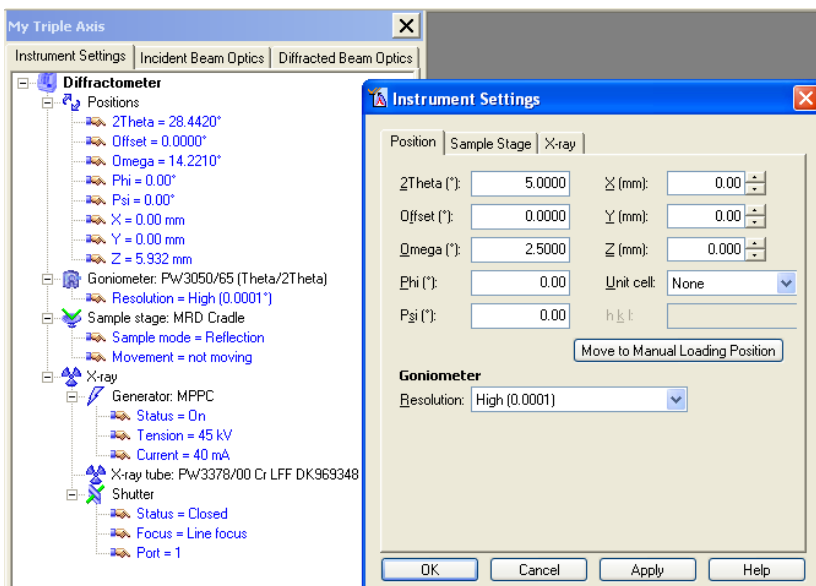 My Triple Axis
Instrument Settings Incident Beam Optics Diffracted Beam Optics
Diffractometer
Positions
2Theta = 28.4420°
Offset = 0.0000°
Omega = 14.2210°
Phi = 0.00°
Psi = 0.00°
X = 0.00 mm
Y = 0.00 mm
Z = 5.932 mm
Goniometer: PW3050/65 (Theta/2Theta)
Resolution = High (0.0001°)
Sample stage: MRD Cradle
Sample mode = Reflection
Movement = not moving
X-ray
Generator: MPPC
Status = On
Tension = 45 kV
Current = 40 mA
X-ray tube: PW3378/00 Cr LFF DK969348
Shutter
Status = Closed
Focus = Line focus
Port = 1
Instrument Settings
Position Sample Stage X-ray
2Theta (°): 5.0000 X (mm): 0.00
Offset (°): 0.0000 Y (mm): 0.00
Omega (°): 2.5000 Z (mm): 0.000
Phi (°): 0.00 Unit cell: None
Psi (°): 0.00 h k l:
Move to Manual Loading Position
Goniometer
Resolution: High (0.0001)
OK Cancel Apply Help